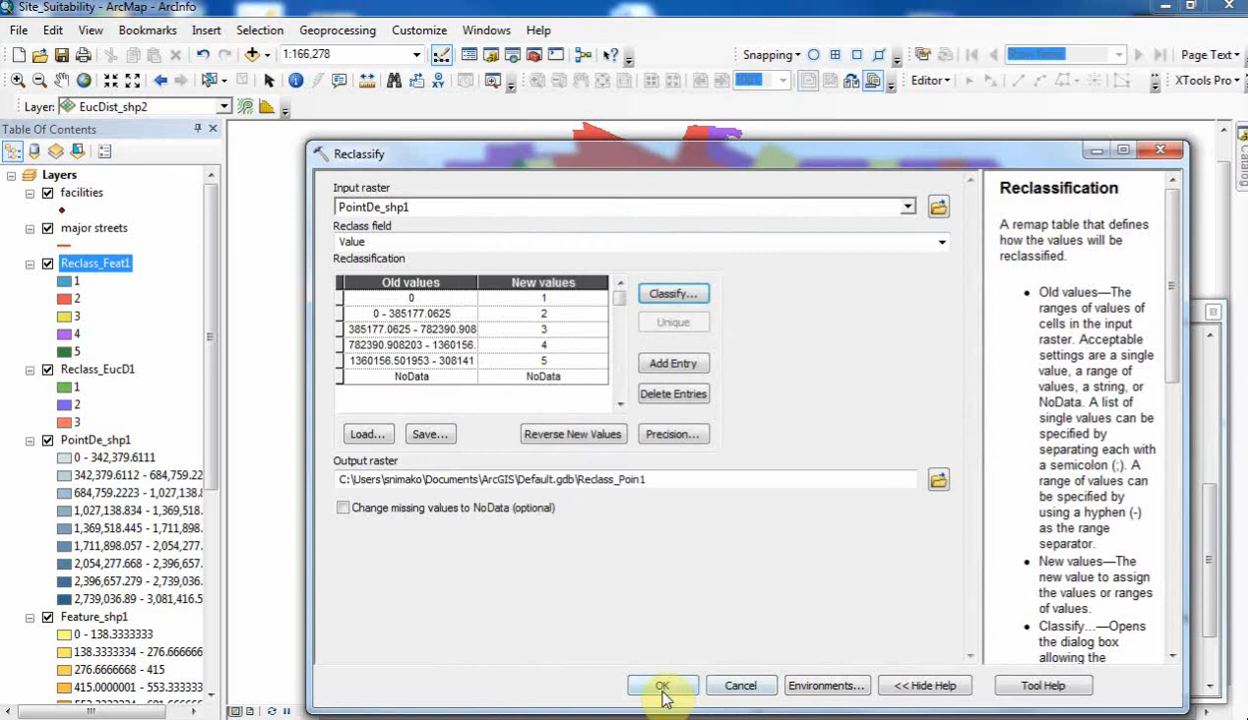 Site_Suitability - ArcMap - ArcInfo
File Edit View Bookmarks Insert Selection Geoprocessing Customize Windows Help
1:166,278
Snapping
Page Text
Editor
XTools Pro
Layer: EucDist_shp2
Table Of Contents
Layers
facilities
major streets
Reclass_Feat1
1
2
3
4
5
Reclass_EucD1
1
2
3
PointDe_shp1
0 - 342,379.6111
342,379.6112 - 684,759.22
684,759.2223 - 1,027,138.
1,027,138.834 - 1,369,518.
1,369,518.445 - 1,711,898.
1,711,898.057 - 2,054,277.
2,054,277.668 - 2,396,657.
2,396,657.279 - 2,739,036.
2,739,036.89 - 3,081,416.5
Feature_shp1
0 - 138.3333333
138.3333334 - 276.666666
276.6666668 - 415
415.0000001 - 553.333333
Reclassify
Input raster
PointDe_shp1
Reclass field
Value
Reclassification
Old values New values
0 1
0 - 385177.0625 2
385177.0625 - 782390.908 3
782390.908203 - 1360156. 4
1360156.501953 - 308141 5
NoData NoData
Classify...
Unique
Add Entry
Delete Entries
Load... Save... Reverse New Values Precision...
Output raster
C:\Users\snimako\Documents\ArcGIS\Default.gdb\Reclass_Poin1
Change missing values to NoData (optional)
OK Cancel Environments... << Hide Help Tool Help
Reclassification
A remap table that defines
how the values will be
reclassified.
• Old values—The
ranges of values of
cells in the input
raster. Acceptable
settings are a single
value, a range of
values, a string, or
NoData. A list of
single values can be
specified by
separating each with
a semicolon (;). A
range of values can
be specified by
using a hyphen (-)
as the range
separator.
• New values—The
new value to assign
the values or ranges
of values.
• Classify...—Opens
the dialog box
allowing the
Catalog